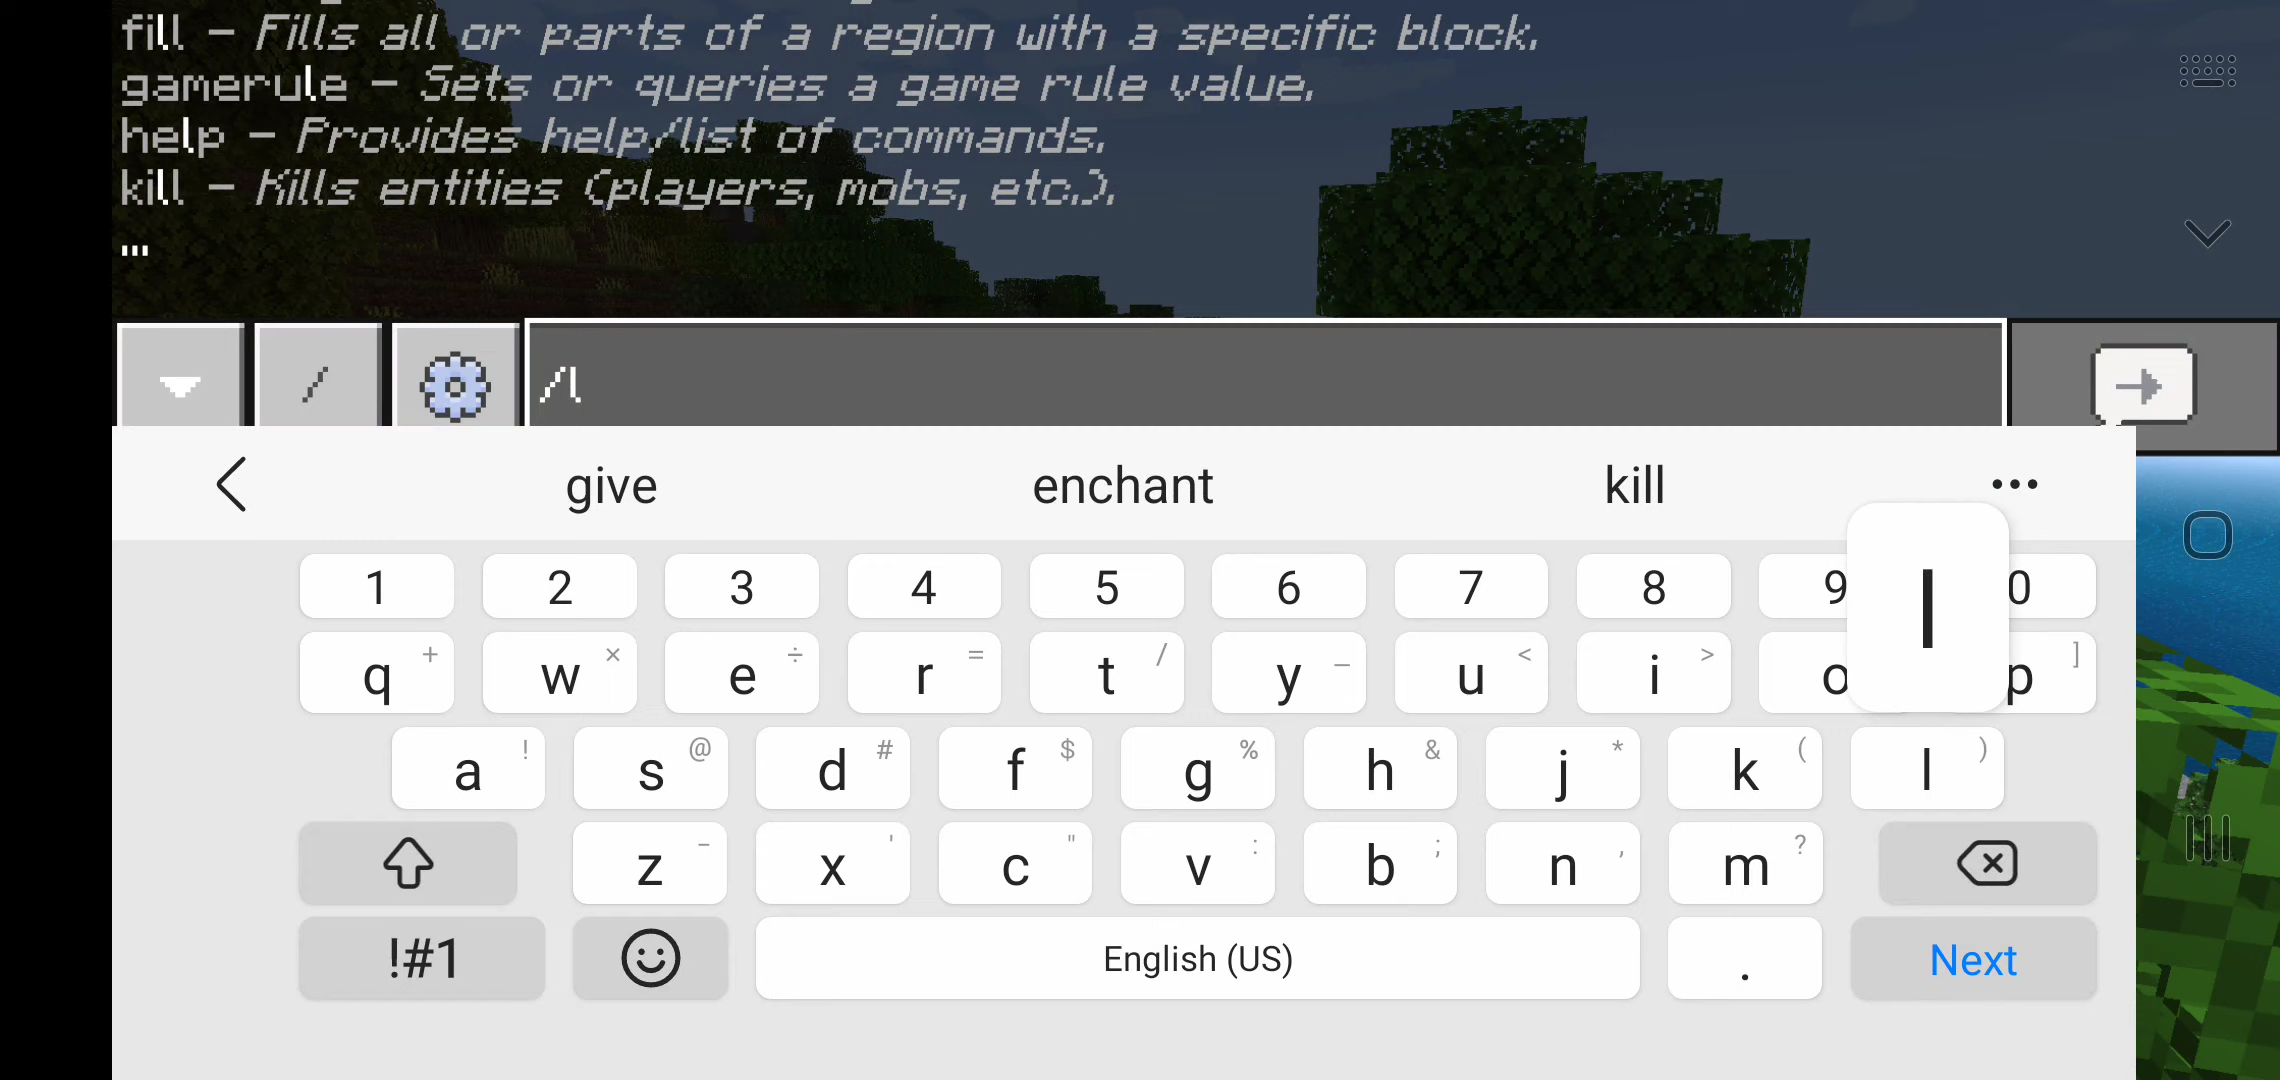 fill – Fills all or parts of a region with a specific block.
gamerule – Sets or queries a game rule value.
help – Provides help/list of commands.
kill – Kills entities (players, mobs, etc.).
...
/
/l
give enchant kill •••
1 2 3 4 5 6 7 8 9 0
l
q + w × e ÷ r = t / y _ u < i > o p ]
a ! s @ d # f $ g % h & j * k ( l )
z - x ' c " v : b ; n , m ?
!#1 English (US) . Next